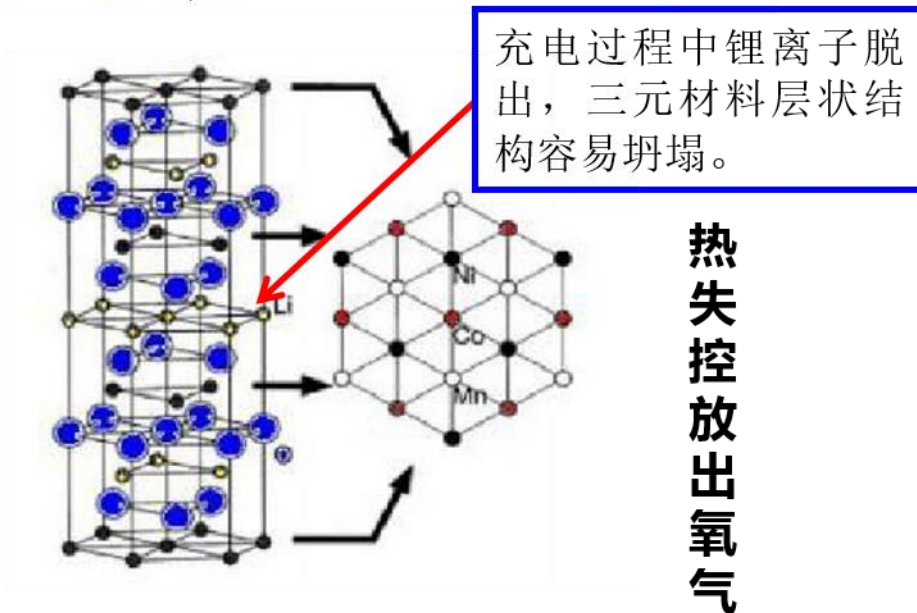 充电过程中锂离子脱
出，三元材料层状结
构容易坍塌。
Ni
Li
Co
Mn
热失控放出氧气